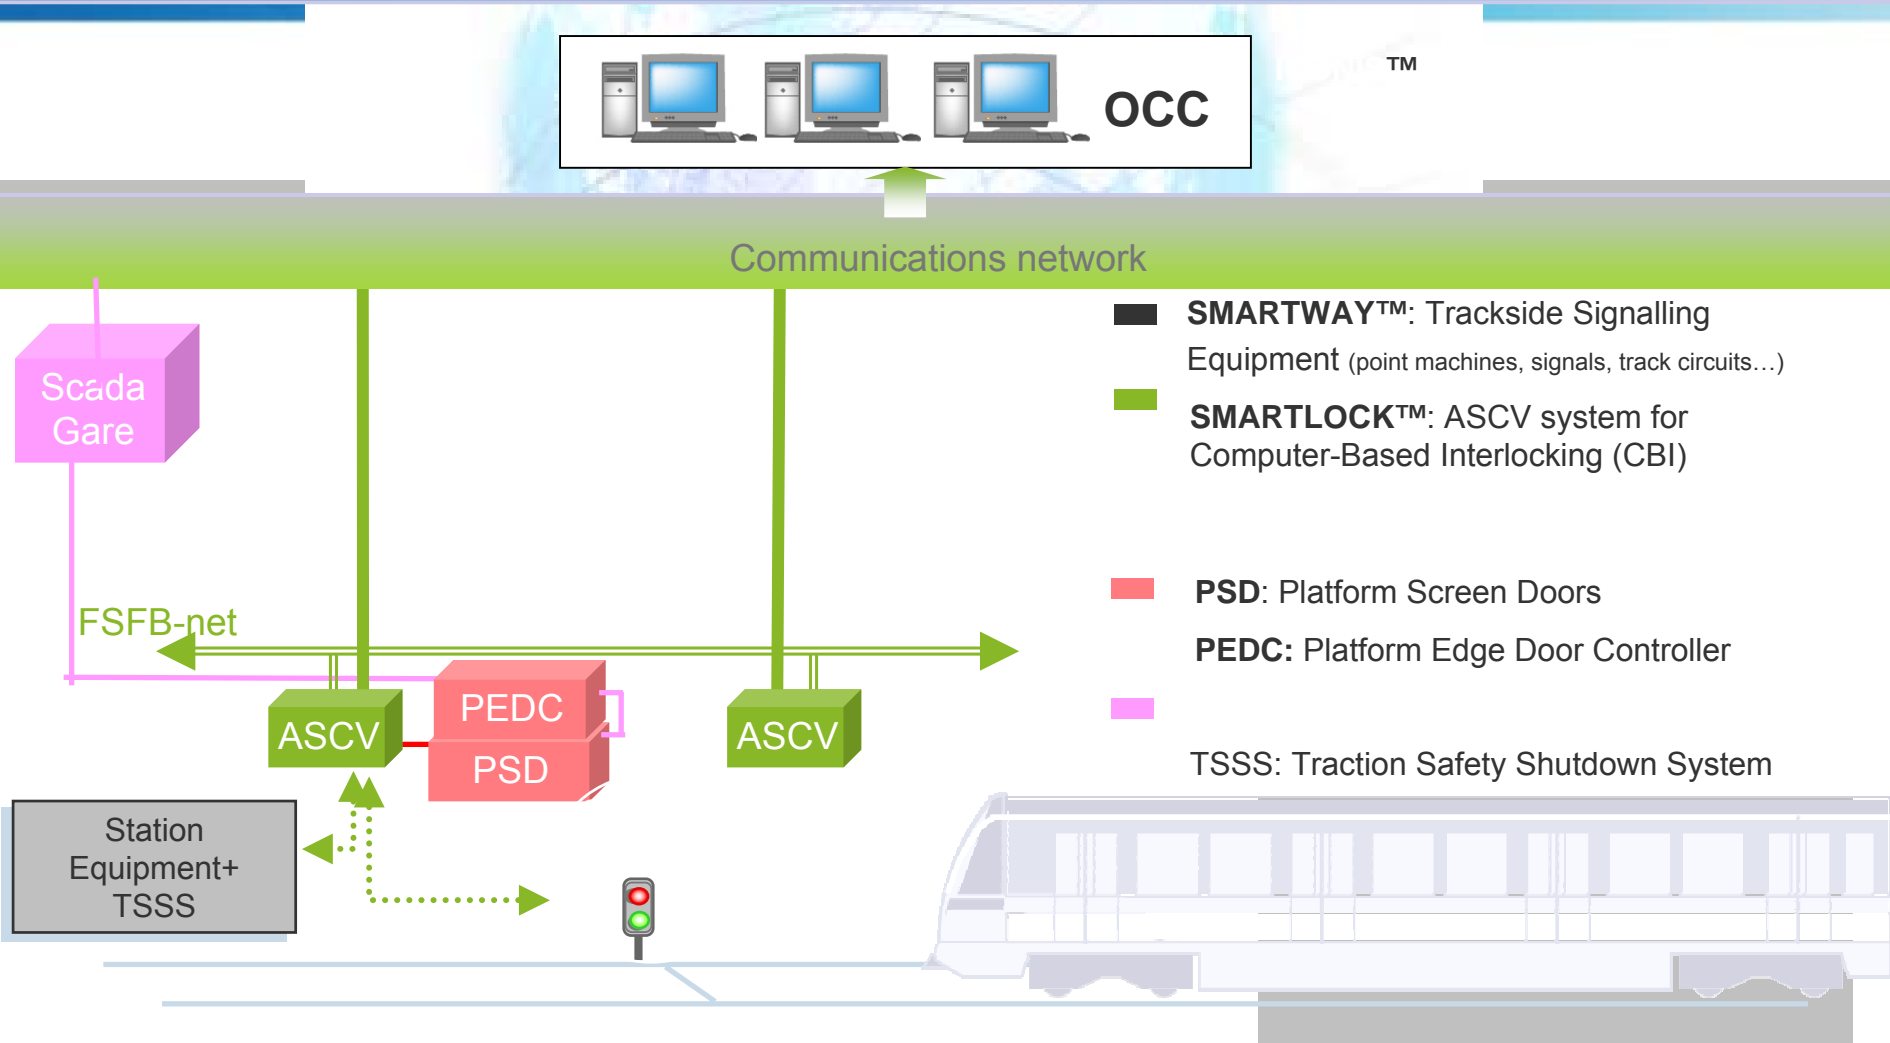 OCC
™
Communications network
SMARTWAY™: Trackside Signalling
Equipment (point machines, signals, track circuits…)
SMARTLOCK™: ASCV system for
Computer-Based Interlocking (CBI)
Scada
Gare
FSFB-net
PSD: Platform Screen Doors
PEDC: Platform Edge Door Controller
PEDC
ASCV
ASCV
PSD
TSSS: Traction Safety Shutdown System
Station
Equipment+
TSSS